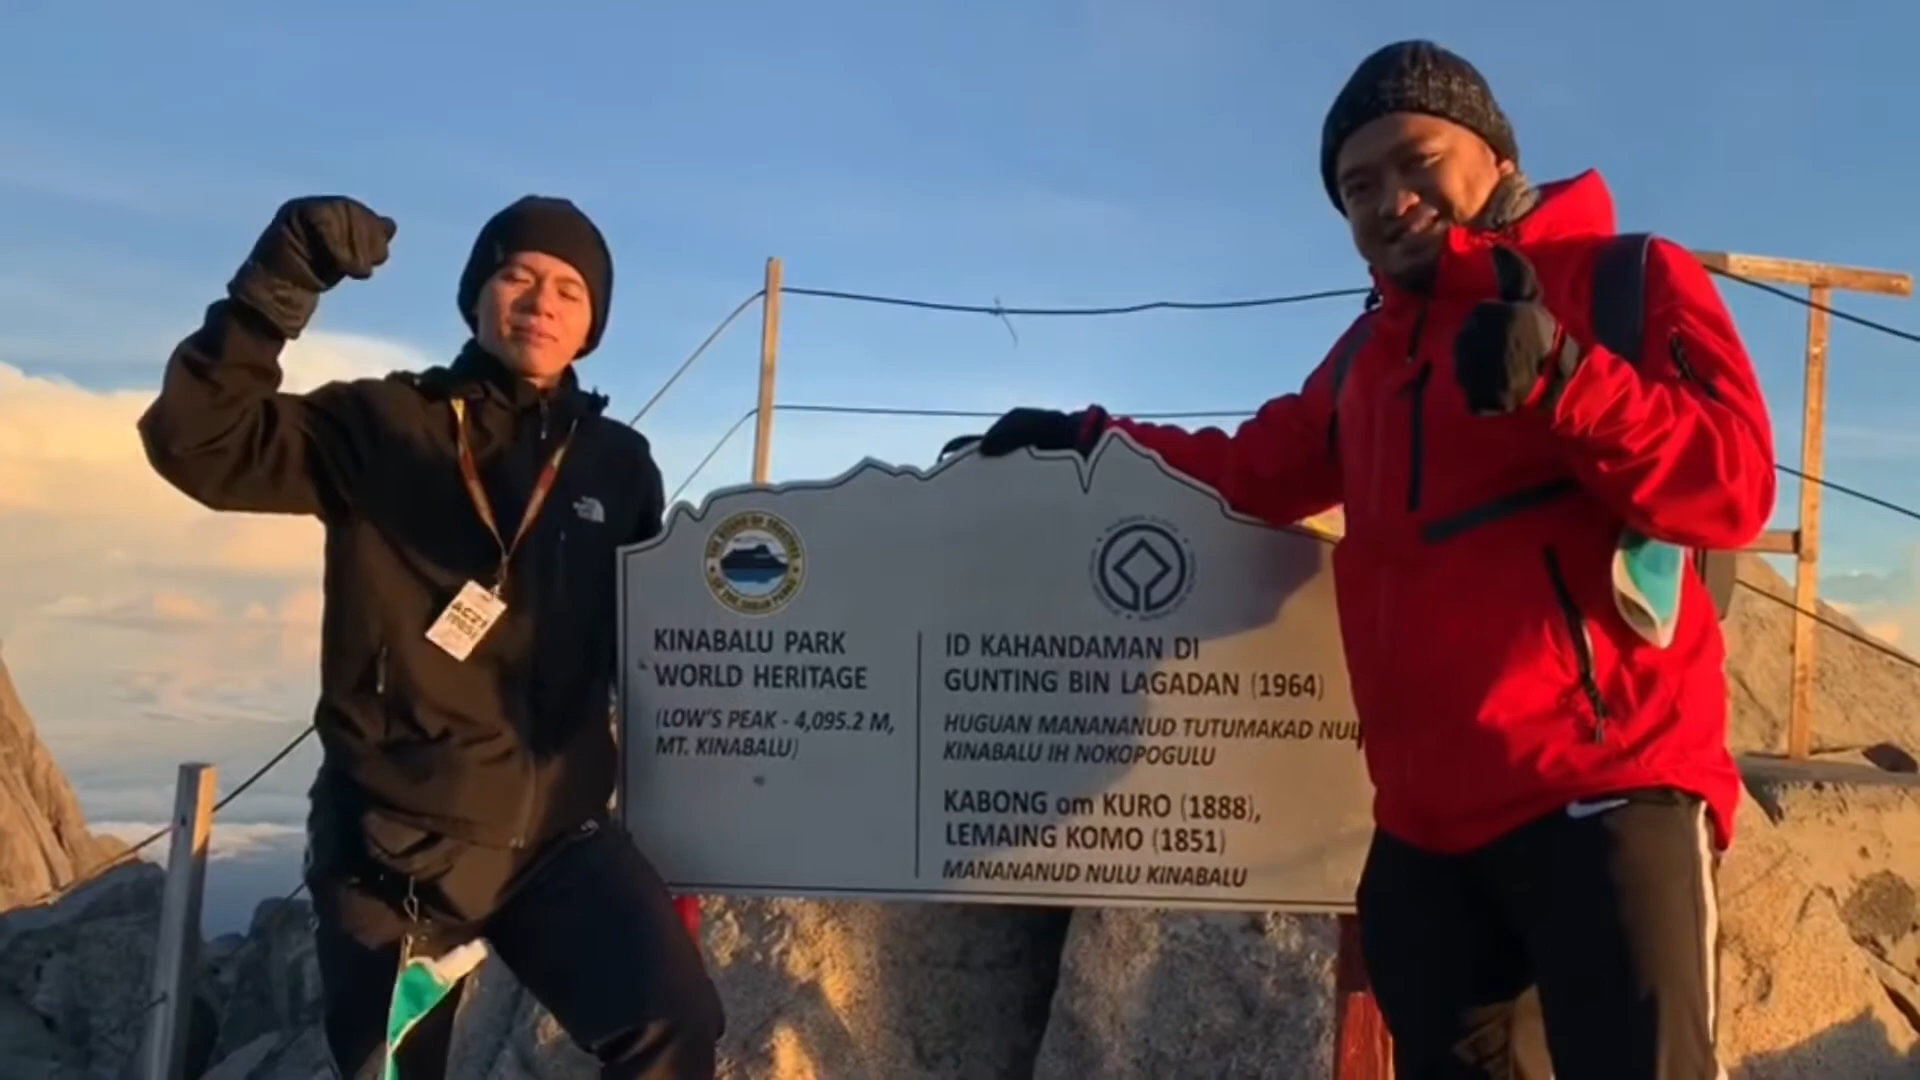 KINABALU PARK
WORLD HERITAGE
(LOW'S PEAK - 4,095.2 M,
MT. KINABALU)
ID KAHANDAMAN DI
GUNTING BIN LAGADAN (1964)
HUGUAN MANANANUD TUTUMAKAD NUL
KINABALU IH NOKOPOGULU
KABONG om KURO (1888),
LEMAING KOMO (1851)
MANANANUD NULU KINABALU